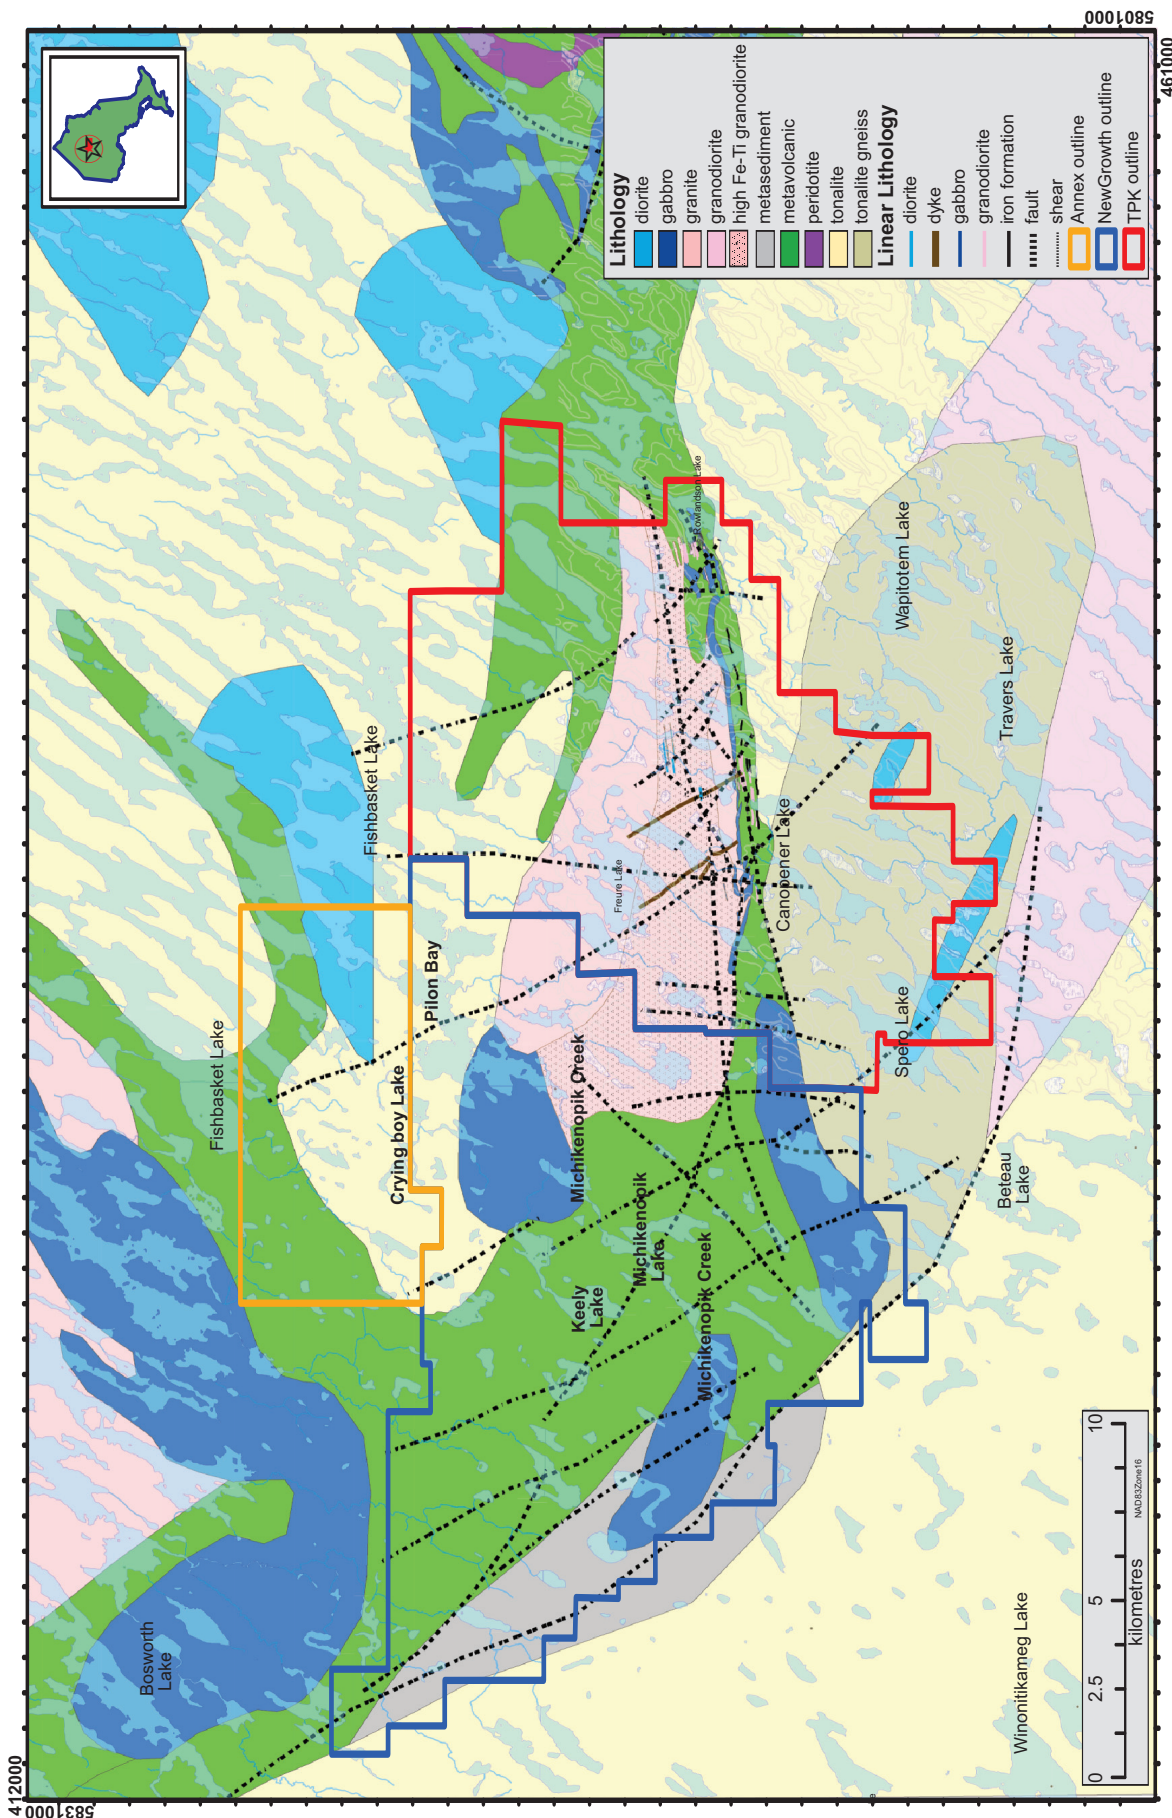 412000
5831000
5801000
461000
Lithology
diorite
gabbro
granite
granodiorite
high Fe-Ti granodiorite
metasediment
metavolcanic
peridotite
tonalite
tonalite gneiss
Linear Lithology
diorite
dyke
gabbro
granodiorite
iron formation
fault
shear
Annex outline
NewGrowth outline
TPK outline
Bosworth
Lake
Fishbasket Lake
Fishbasket Lake
Crying boy Lake
Pilon Bay
Michikenopik Creek
Keely
Lake
Michikenopik
Lake
Michikenopik Creek
Freure Lake
Rowlandson Lake
Canopener Lake
Spero Lake
Wapitotem Lake
Travers Lake
Beteau
Lake
Winonitikameg Lake
0 2.5 5 10
kilometres
NAD83Zone16